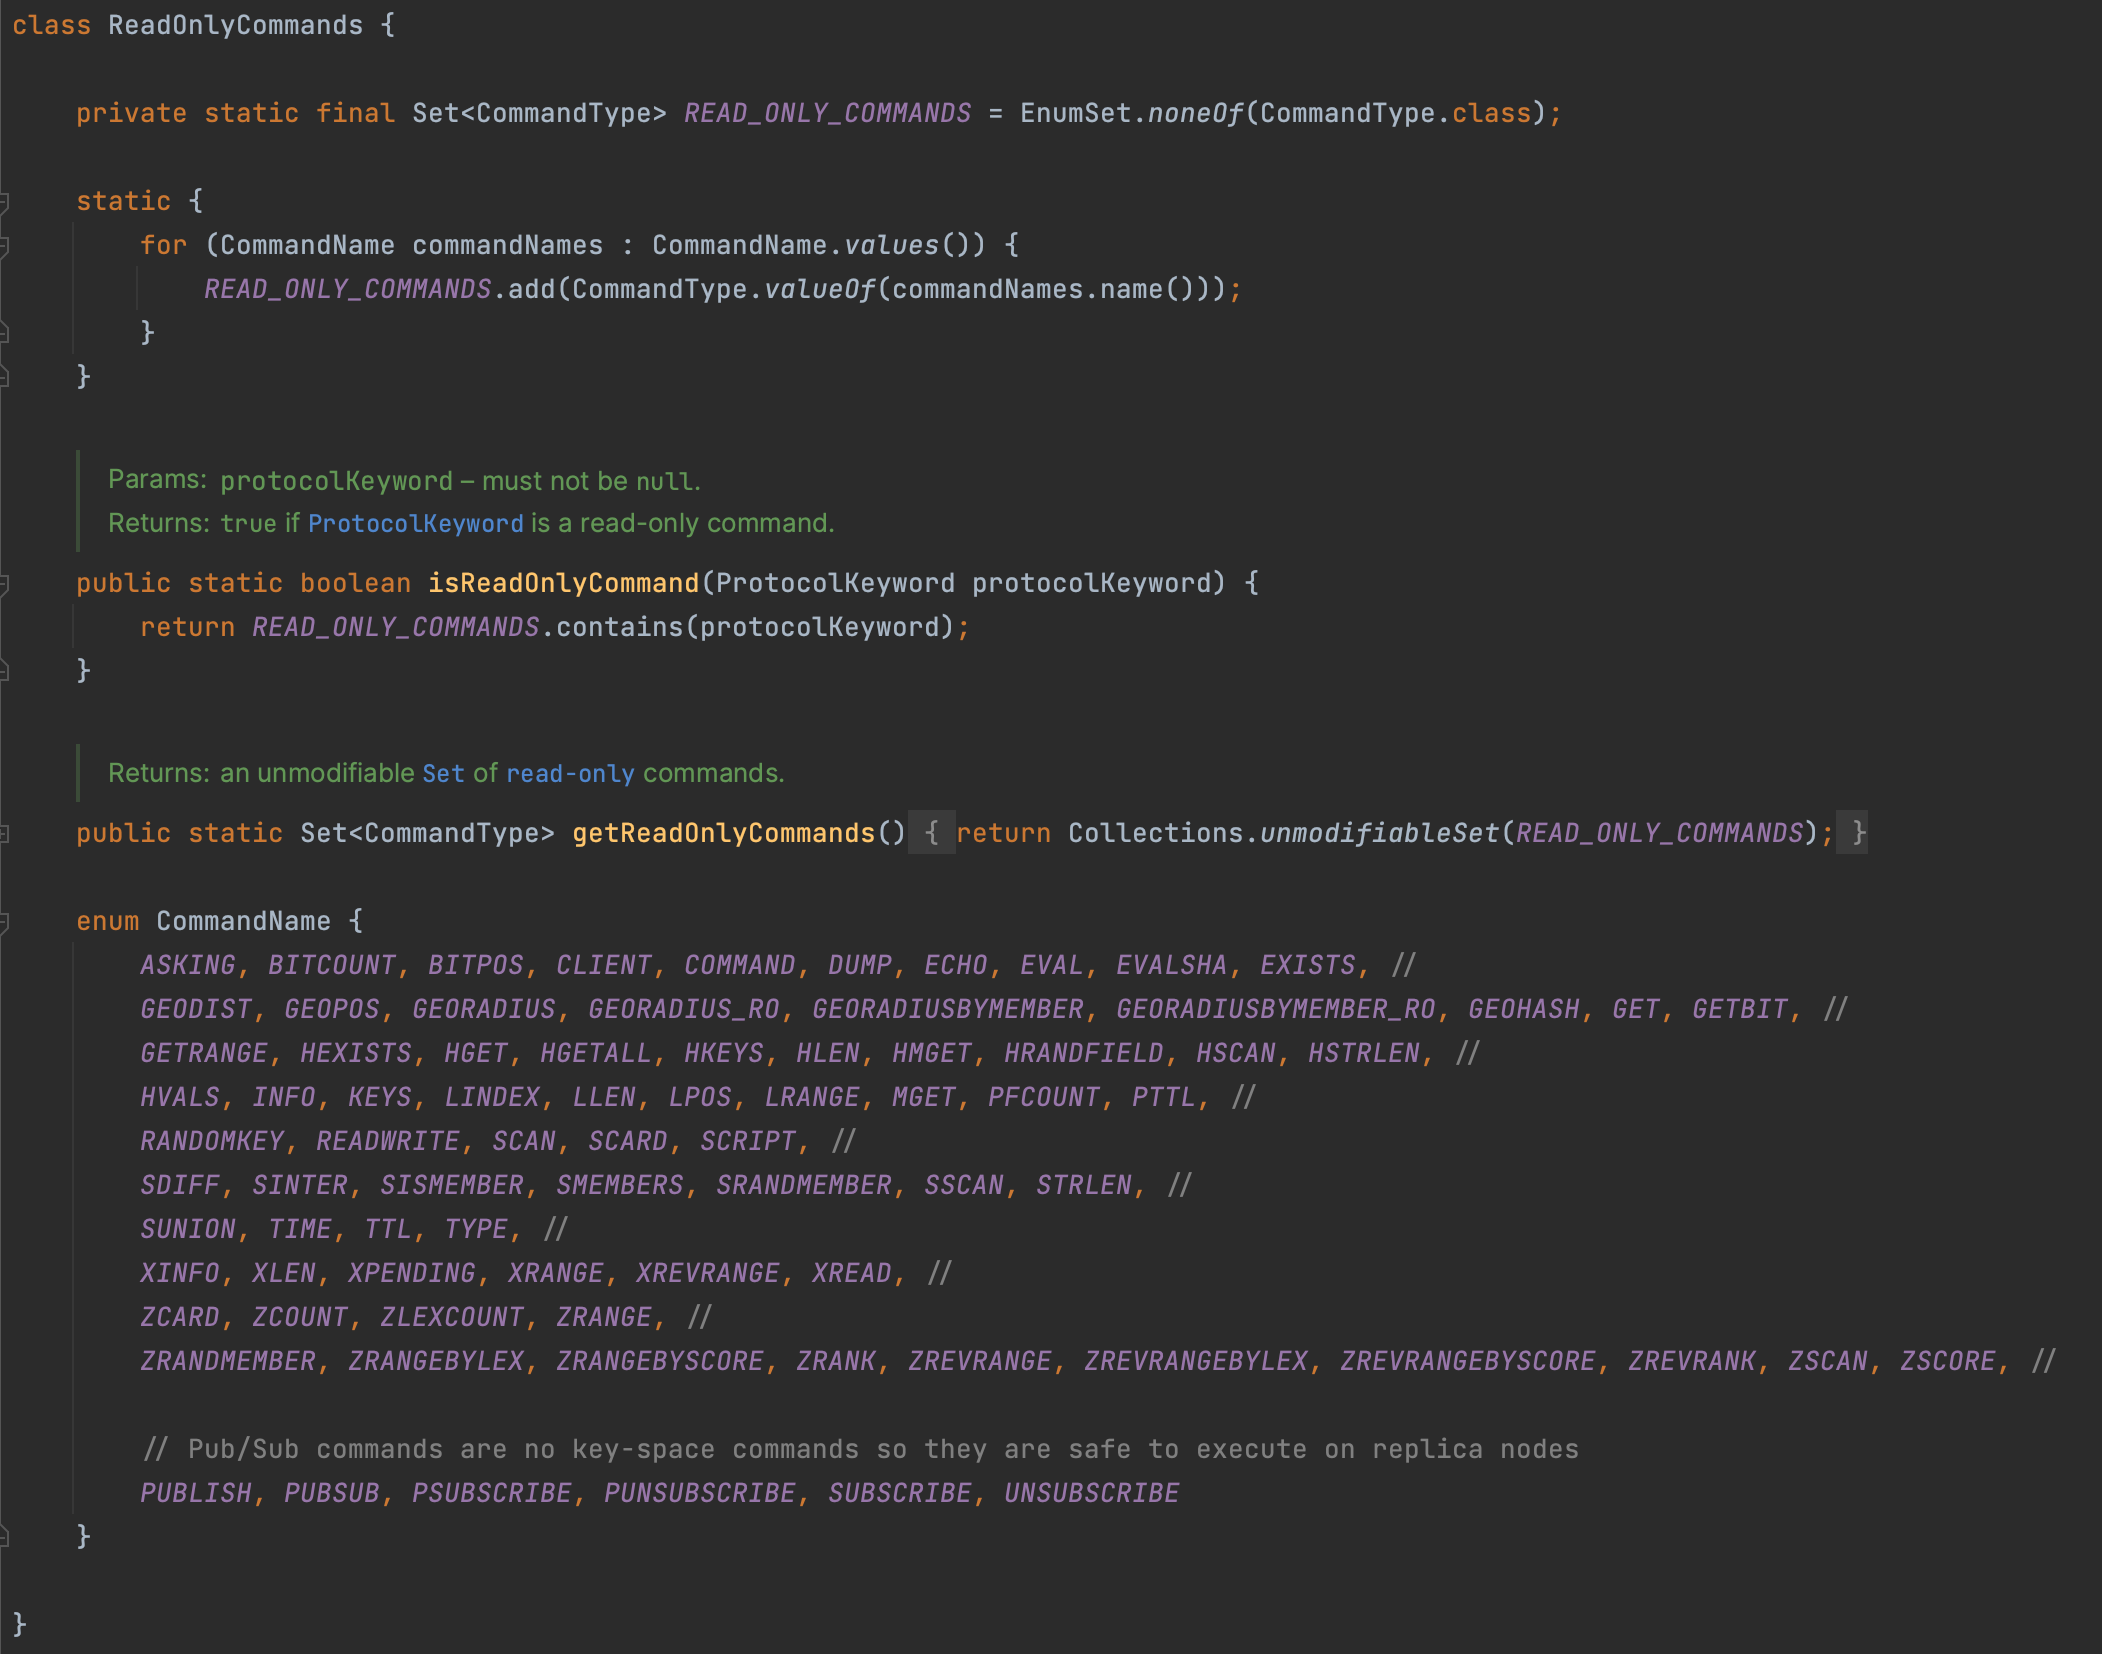 class ReadOnlyCommands {
private static final Set<CommandType> READ_ONLY_COMMANDS = EnumSet.noneOf(CommandType.class);
static {
for (CommandName commandNames : CommandName.values()) {
READ_ONLY_COMMANDS.add(CommandType.valueOf(commandNames.name()));
}
}
Params: protocolKeyword – must not be null.
Returns: true if ProtocolKeyword is a read-only command.
public static boolean isReadOnlyCommand(ProtocolKeyword protocolKeyword) {
return READ_ONLY_COMMANDS.contains(protocolKeyword);
}
Returns: an unmodifiable Set of read-only commands.
public static Set<CommandType> getReadOnlyCommands() { return Collections.unmodifiableSet(READ_ONLY_COMMANDS); }
enum CommandName {
ASKING, BITCOUNT, BITPOS, CLIENT, COMMAND, DUMP, ECHO, EVAL, EVALSHA, EXISTS, //
GEODIST, GEOPOS, GEORADIUS, GEORADIUS_RO, GEORADIUSBYMEMBER, GEORADIUSBYMEMBER_RO, GEOHASH, GET, GETBIT, //
GETRANGE, HEXISTS, HGET, HGETALL, HKEYS, HLEN, HMGET, HRANDFIELD, HSCAN, HSTRLEN, //
HVALS, INFO, KEYS, LINDEX, LLEN, LPOS, LRANGE, MGET, PFCOUNT, PTTL, //
RANDOMKEY, READWRITE, SCAN, SCARD, SCRIPT, //
SDIFF, SINTER, SISMEMBER, SMEMBERS, SRANDMEMBER, SSCAN, STRLEN, //
SUNION, TIME, TTL, TYPE, //
XINFO, XLEN, XPENDING, XRANGE, XREVRANGE, XREAD, //
ZCARD, ZCOUNT, ZLEXCOUNT, ZRANGE, //
ZRANDMEMBER, ZRANGEBYLEX, ZRANGEBYSCORE, ZRANK, ZREVRANGE, ZREVRANGEBYLEX, ZREVRANGEBYSCORE, ZREVRANK, ZSCAN, ZSCORE, //
// Pub/Sub commands are no key-space commands so they are safe to execute on replica nodes
PUBLISH, PUBSUB, PSUBSCRIBE, PUNSUBSCRIBE, SUBSCRIBE, UNSUBSCRIBE
}
}